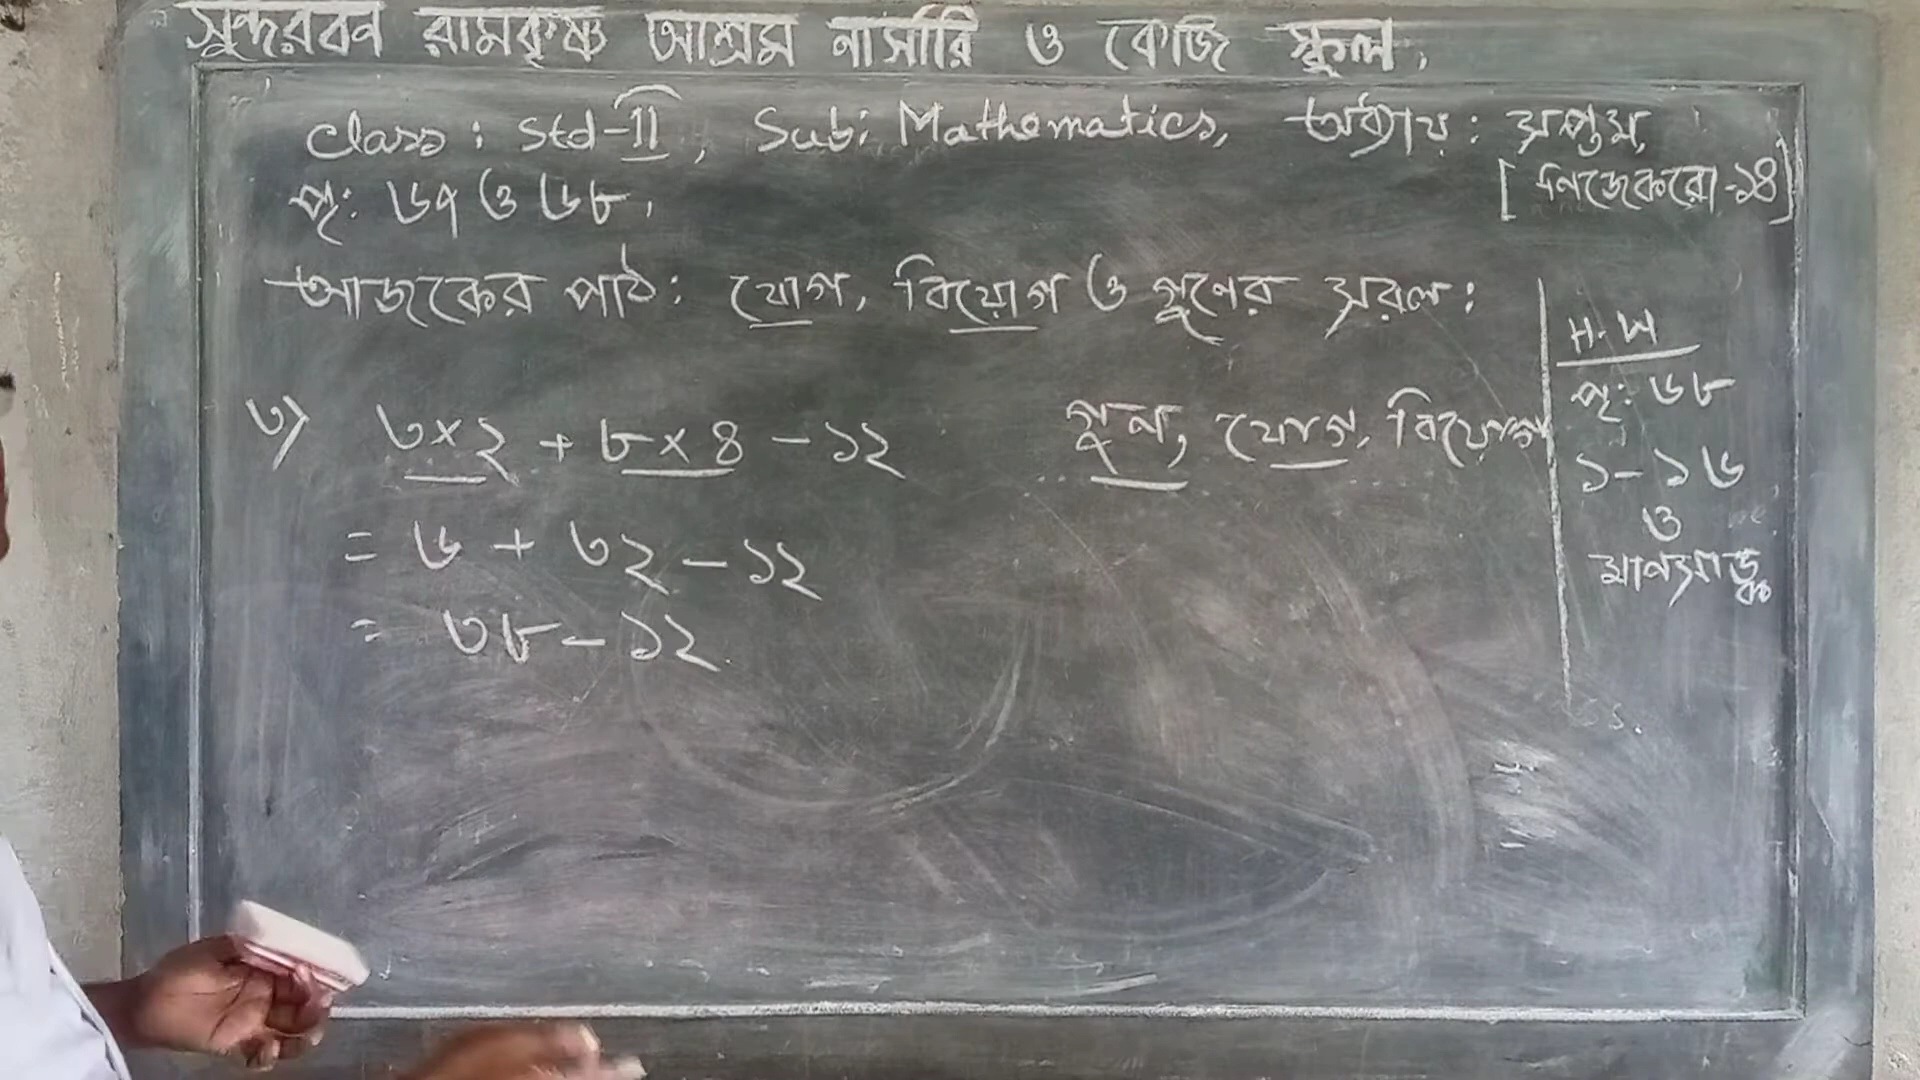 সুন্দরবন রামকৃষ্ণ আশ্রম নার্সারি ও কেজি স্কুল,
Class : Std-II, Sub: Mathematics, অধ্যায় : সপ্তম,
[নিজে করো-১৪]
পৃ: ৬৭ ও ৬৮,
আজকের পাঠ: যোগ, বিয়োগ ও গুণের সরল:
৩) ৩×২ + ৮×৪ - ১২
গুন, যোগ, বিয়োগ
= ৬ + ৩২ - ১২
= ৩৮ - ১২
H.W
পৃ: ৬৮
১-১৬
ও
মানসাঙ্ক